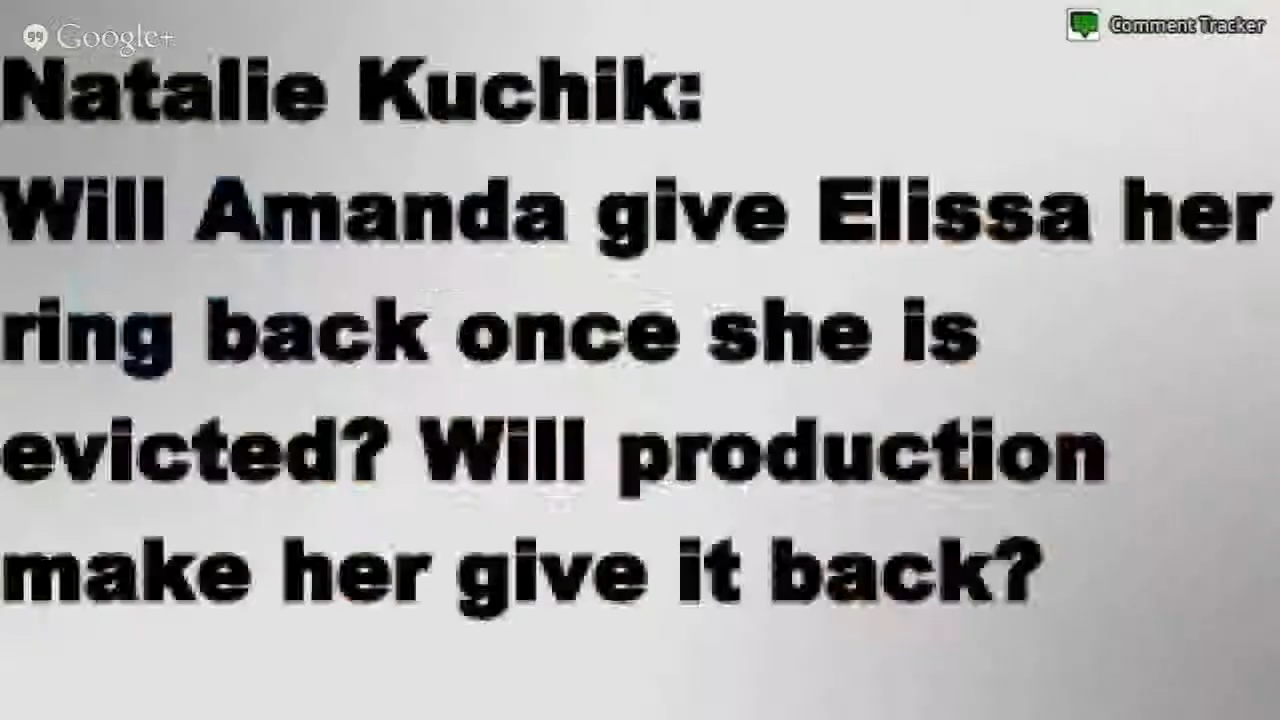 Google+
Comment Tracker
Natalie Kuchik:
Will Amanda give Elissa her
ring back once she is
evicted? Will production
make her give it back?